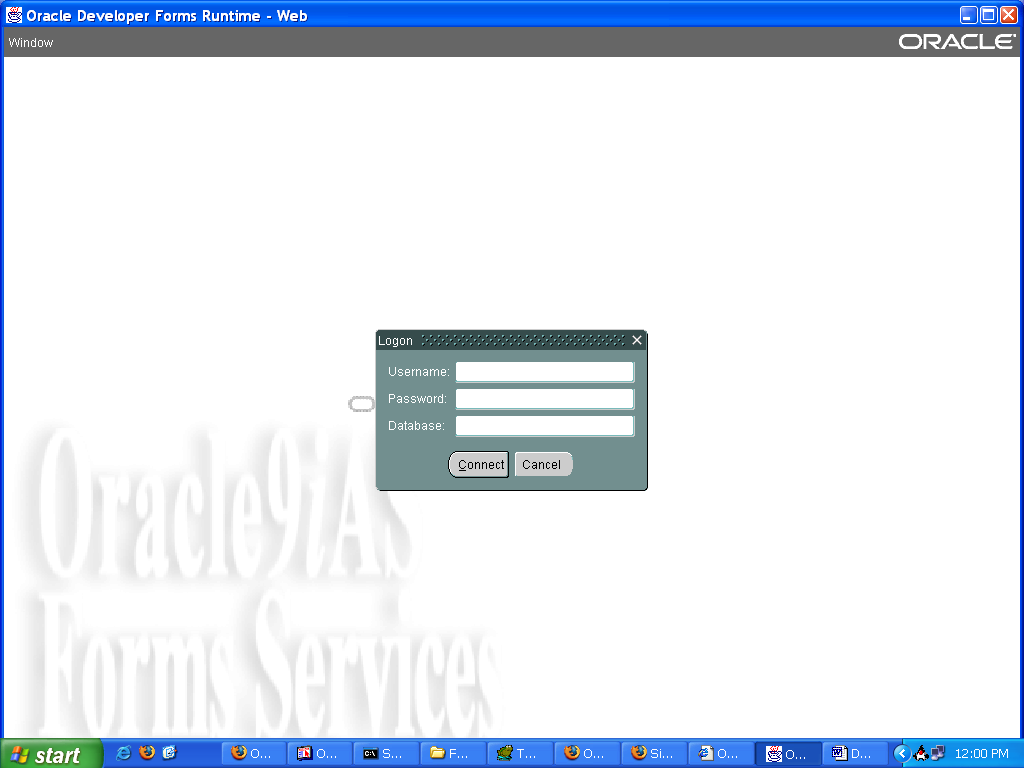 Oracle Developer Forms Runtime - Web
Window
ORACLE
Logon
Username:
Password:
Database:
Connect Cancel
Oracle9iAS
Forms Services
start O... O... S... F... T... O... Si... O... O... D... 12:00 PM